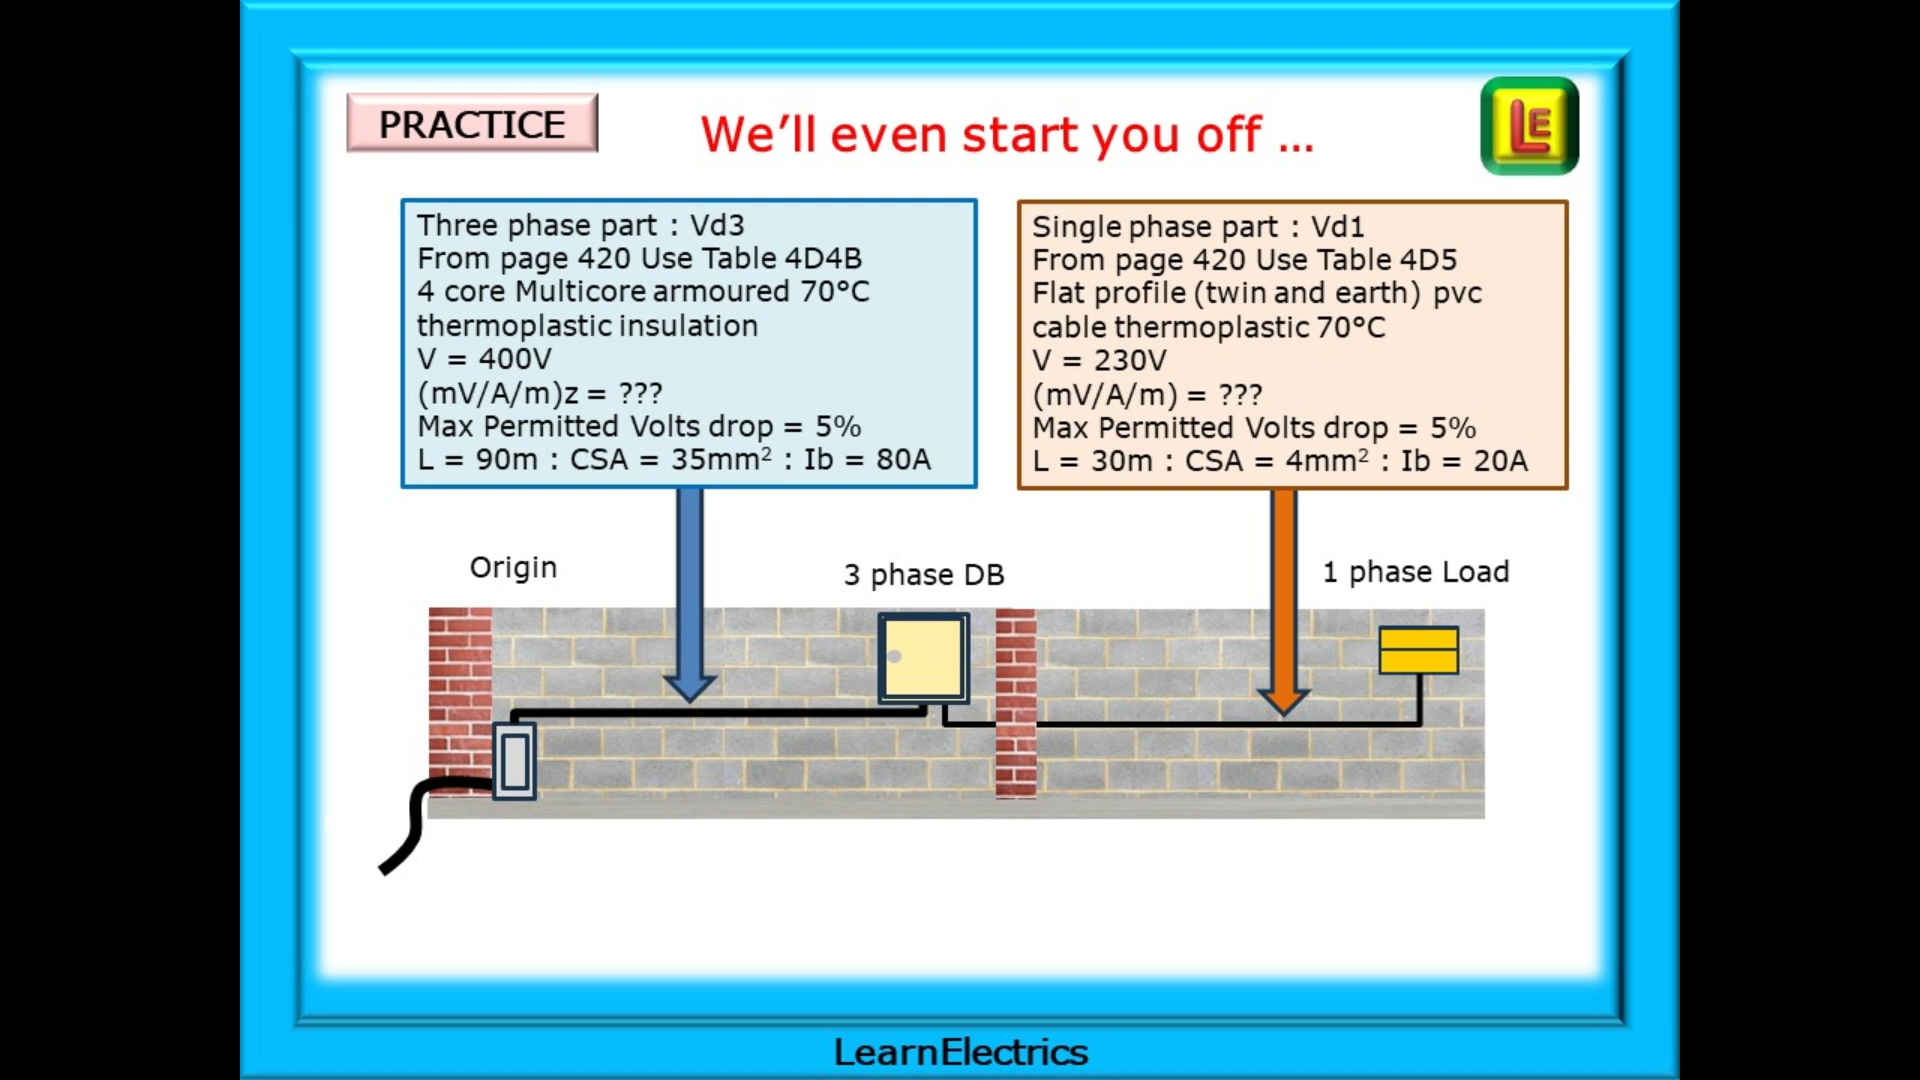 PRACTICE
We’ll even start you off ...
LE
Three phase part : Vd3
From page 420 Use Table 4D4B
4 core Multicore armoured 70°C
thermoplastic insulation
V = 400V
(mV/A/m)z = ???
Max Permitted Volts drop = 5%
L = 90m : CSA = 35mm² : Ib = 80A
Single phase part : Vd1
From page 420 Use Table 4D5
Flat profile (twin and earth) pvc
cable thermoplastic 70°C
V = 230V
(mV/A/m) = ???
Max Permitted Volts drop = 5%
L = 30m : CSA = 4mm² : Ib = 20A
Origin
3 phase DB
1 phase Load
LearnElectrics